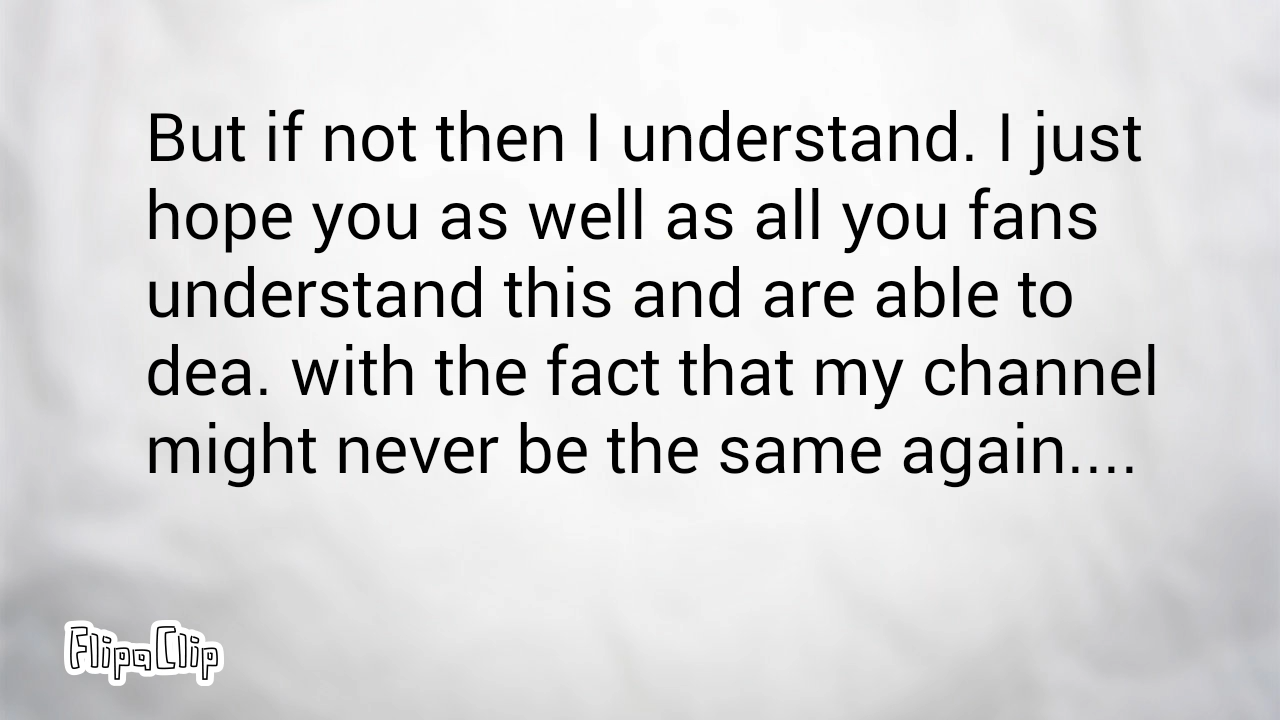 But if not then I understand. I just
hope you as well as all you fans
understand this and are able to
dea. with the fact that my channel
might never be the same again....
FlipaClip